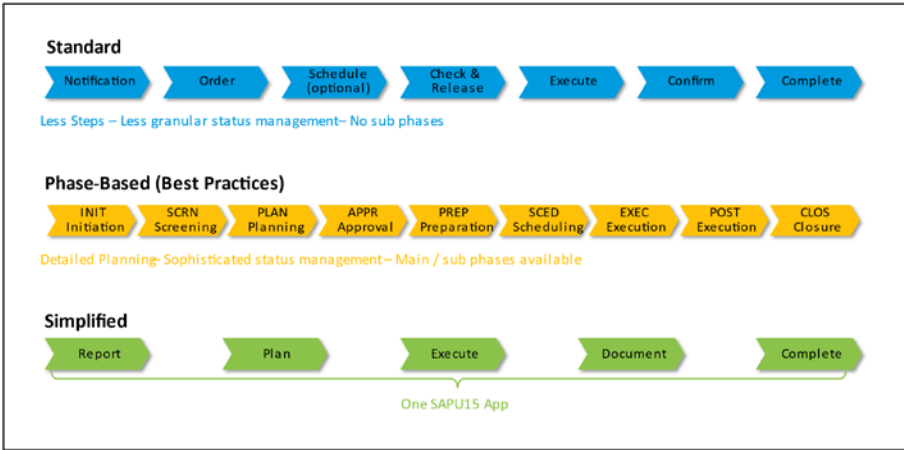 Standard
Notification
Order
Schedule
(optional)
Check &
Release
Execute
Confirm
Complete
Less Steps – Less granular status management– No sub phases
Phase-Based (Best Practices)
INIT
Initiation
SCRN
Screening
PLAN
Planning
APPR
Approval
PREP
Preparation
SCED
Scheduling
EXEC
Execution
POST
Execution
CLOS
Closure
Detailed Planning- Sophisticated status management– Main / sub phases available
Simplified
Report
Plan
Execute
Document
Complete
One SAPU15 App